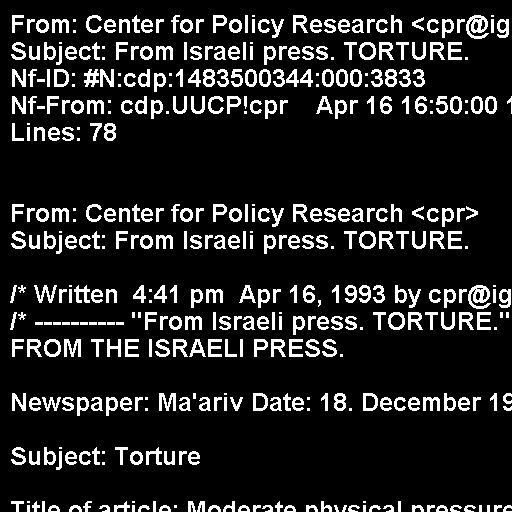 From: Center for Policy Research <cpr@ig
Subject: From Israeli press. TORTURE.
Nf-ID: #N:cdp:1483500344:000:3833
Nf-From: cdp.UUCP!cpr    Apr 16 16:50:00 1
Lines: 78
From: Center for Policy Research <cpr>
Subject: From Israeli press. TORTURE.
/* Written  4:41 pm  Apr 16, 1993 by cpr@ig
/* ---------- "From Israeli press. TORTURE."
FROM THE ISRAELI PRESS.
Newspaper: Ma'ariv Date: 18. December 19
Subject: Torture
Title of article: Moderate physical pressure